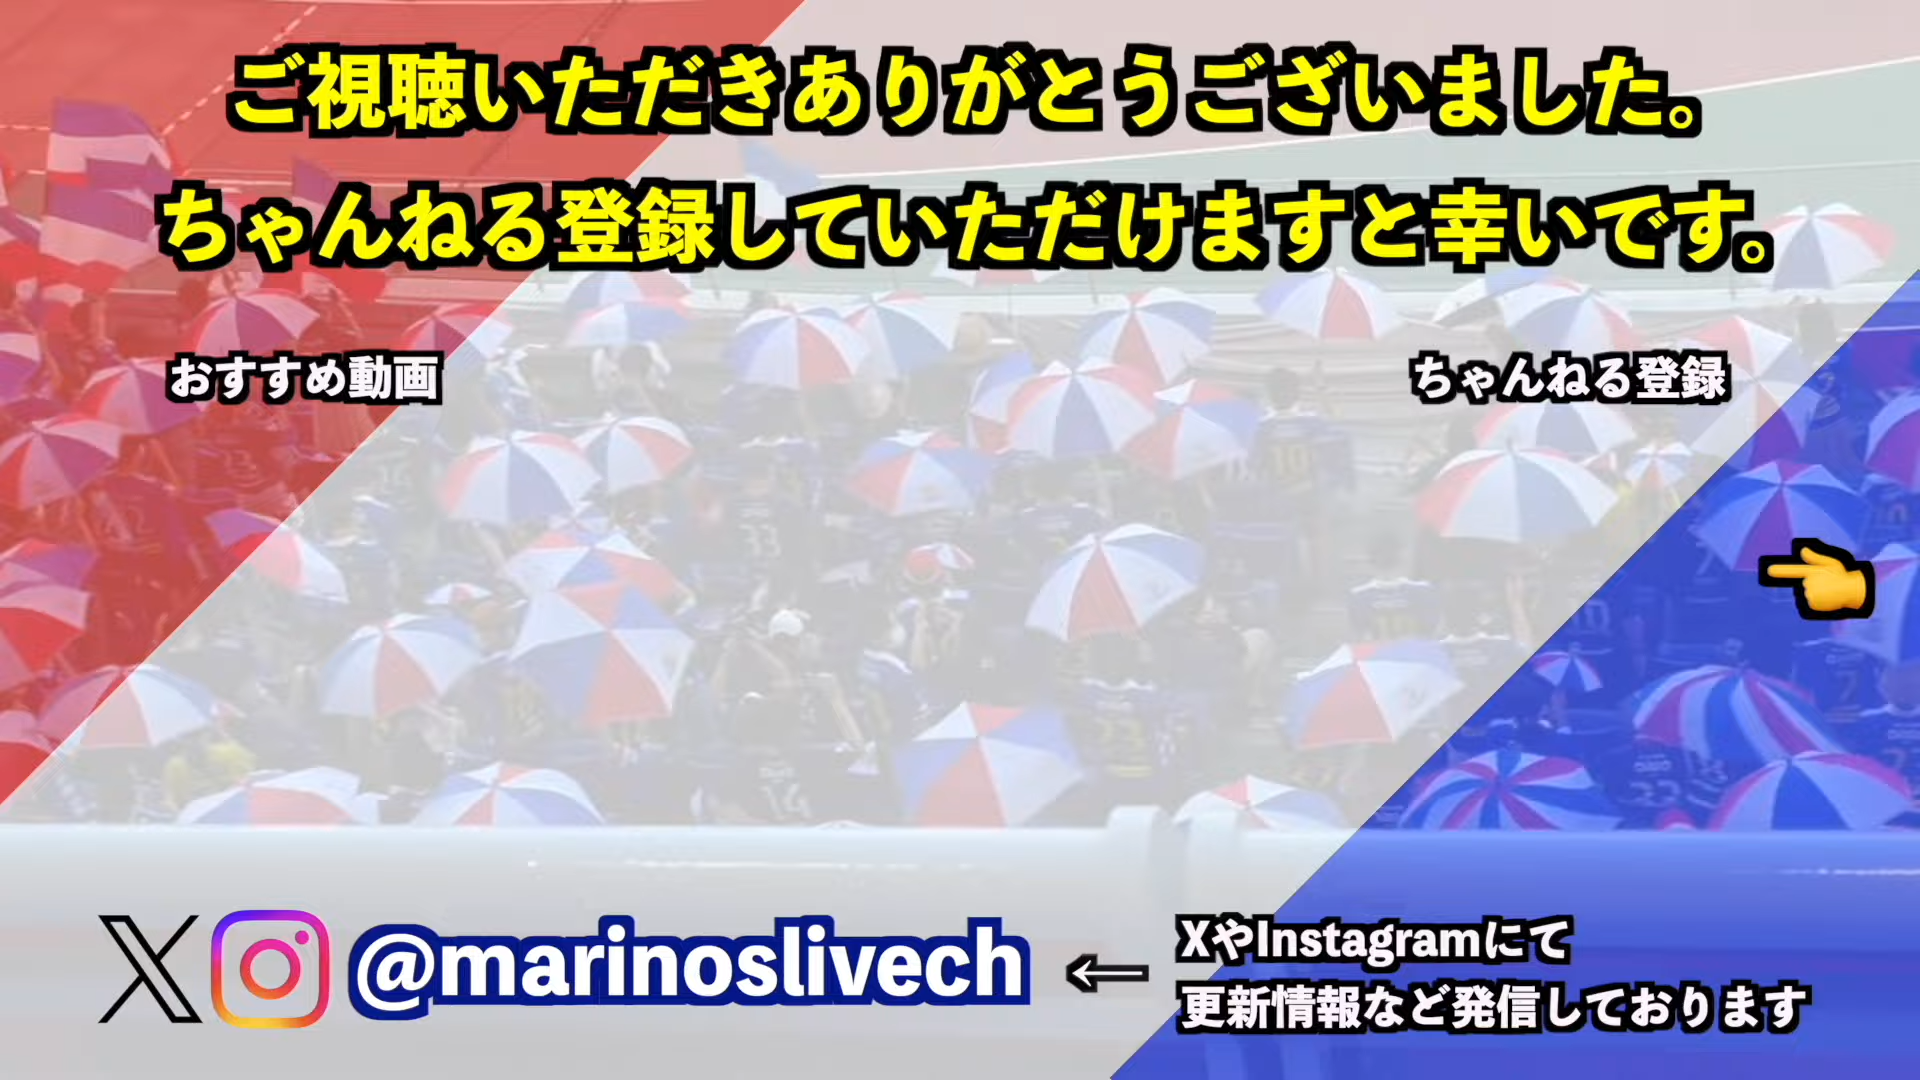 ご視聴いただきありがとうございました。
ちゃんねる登録していただけますと幸いです。
おすすめ動画
ちゃんねる登録
@marinoslivech
←
XやInstagramにて
更新情報など発信しております